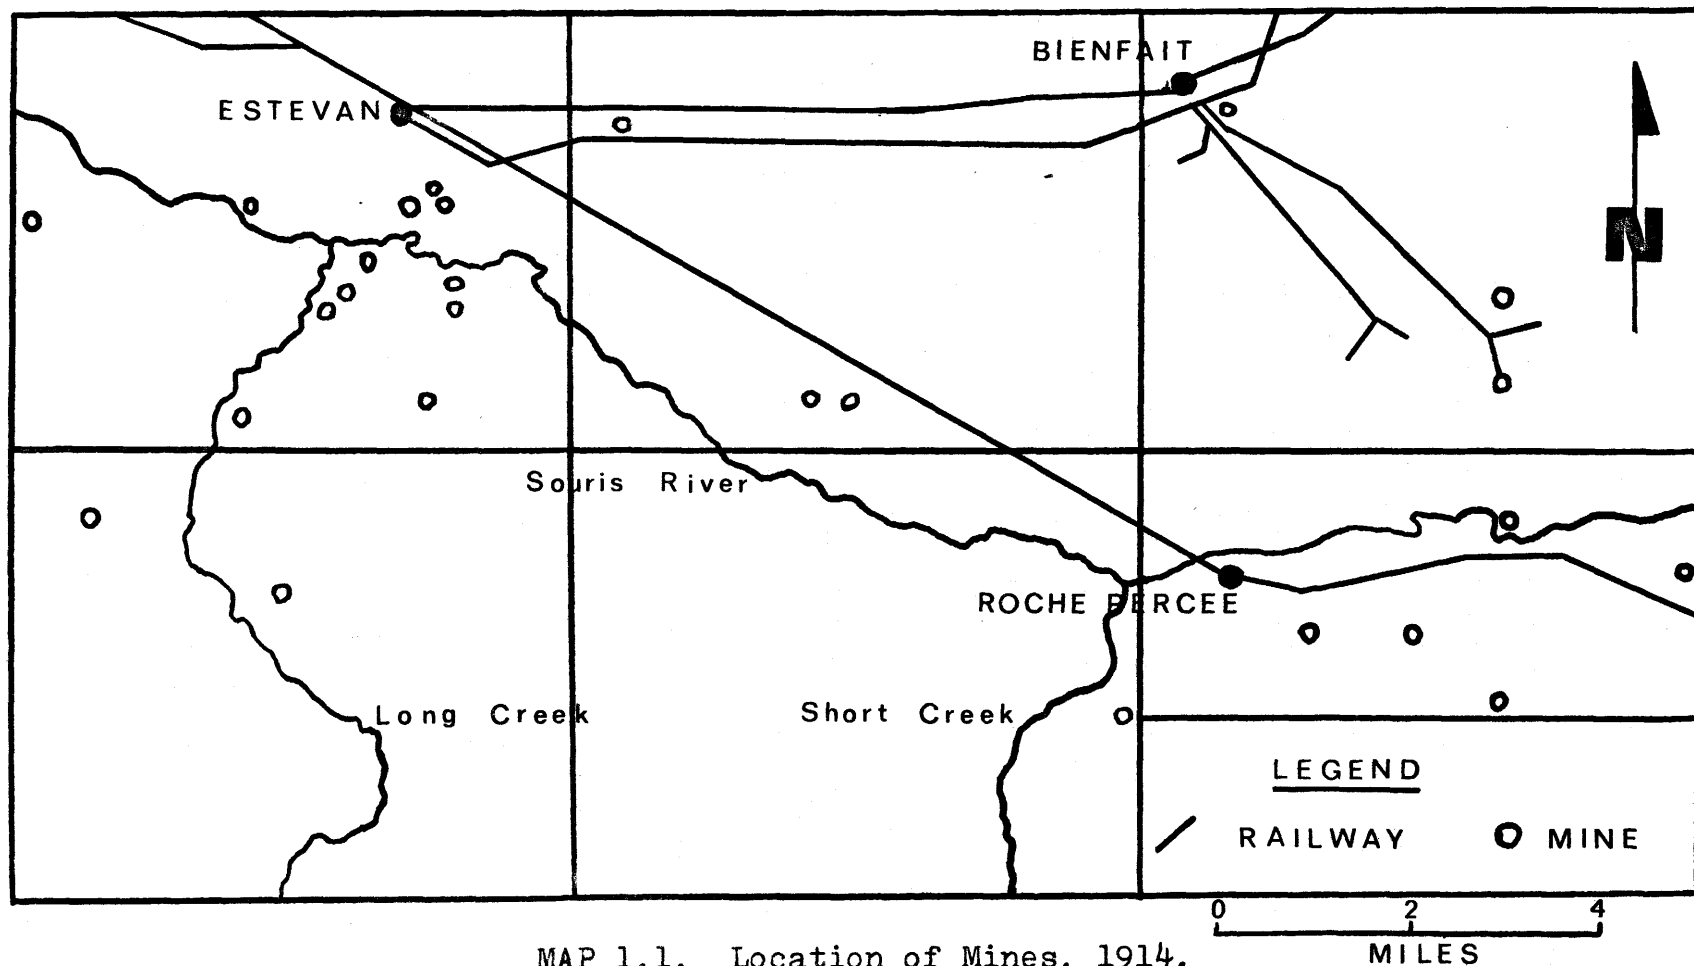 BIENFAIT
ESTEVAN
N
Souris River
ROCHE PERCEE
Long Creek
Short Creek
LEGEND
RAILWAY
MINE
0 2 4
MILES
MAP 1.1. Location of Mines, 1914.